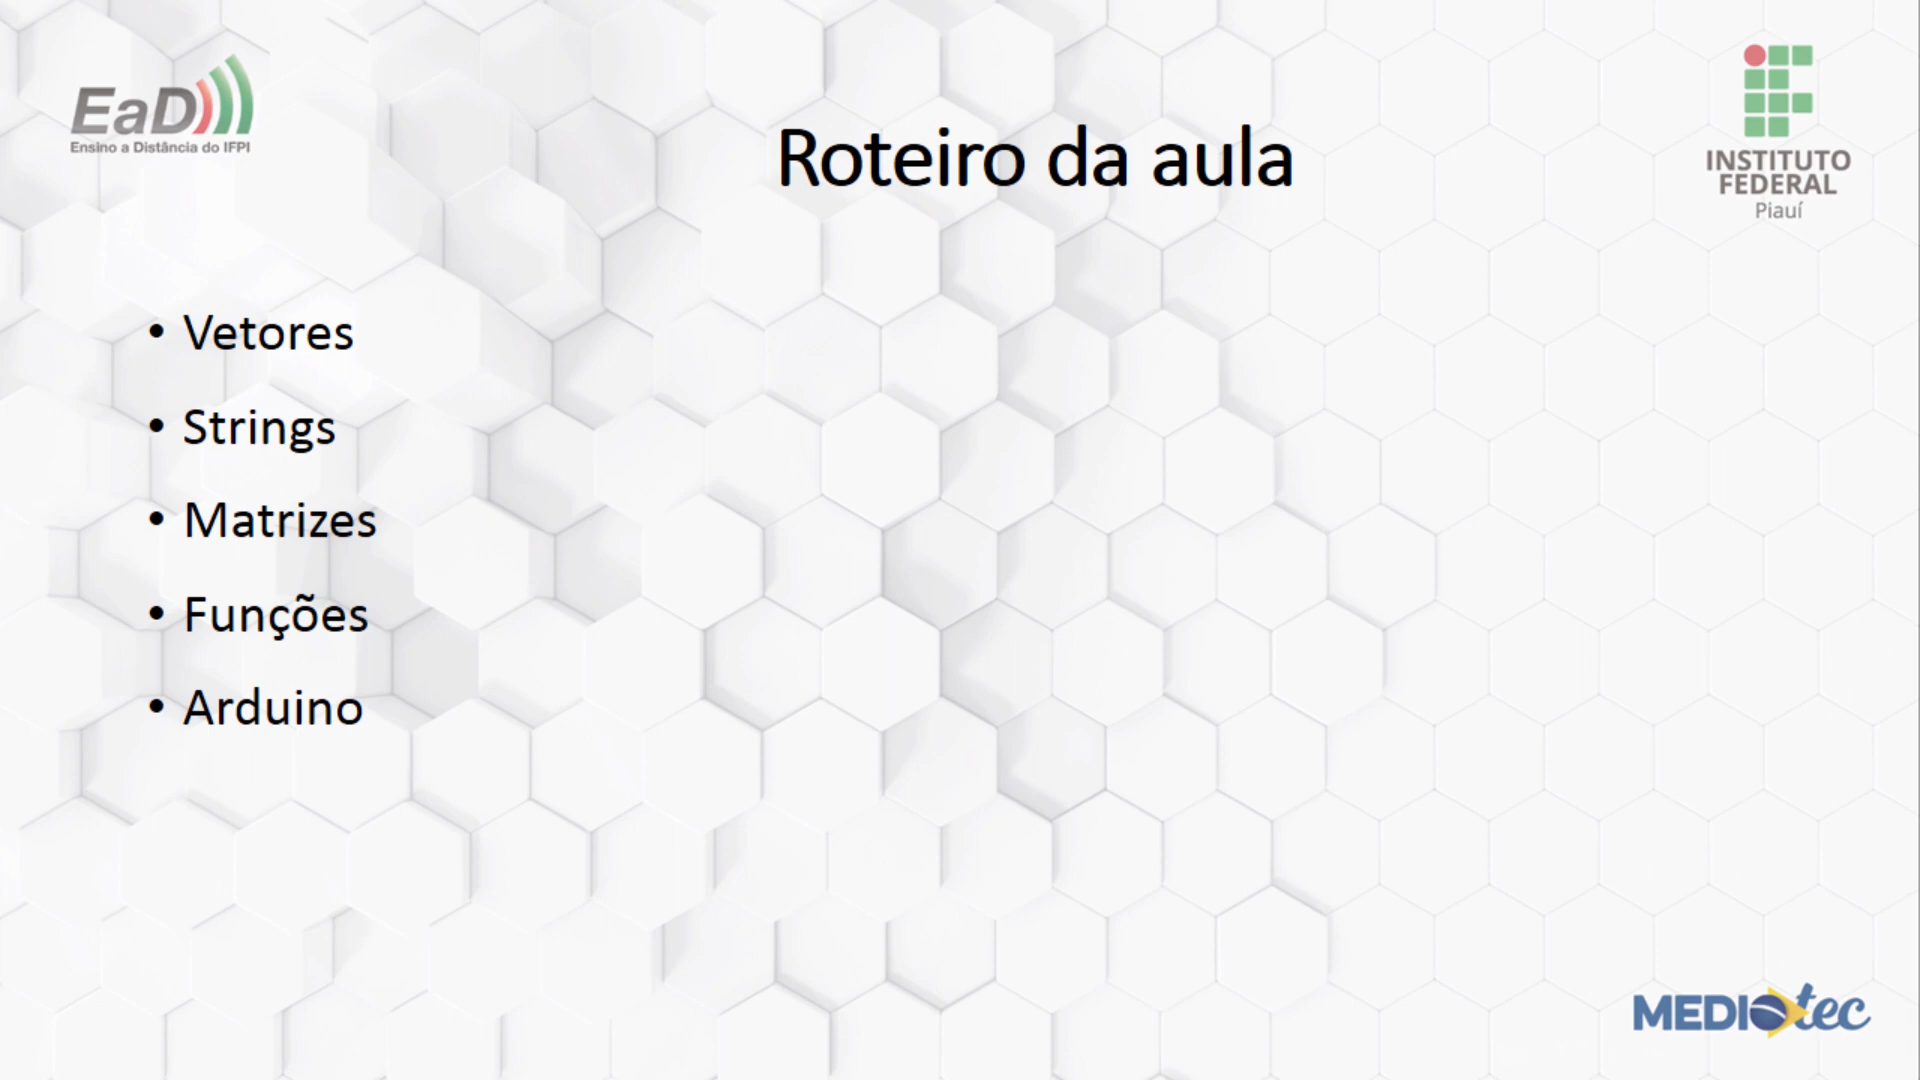 EaD
Ensino a Distância do IFPI
Roteiro da aula
INSTITUTO
FEDERAL
Piauí
• Vetores
• Strings
• Matrizes
• Funções
• Arduino
MEDIOtec